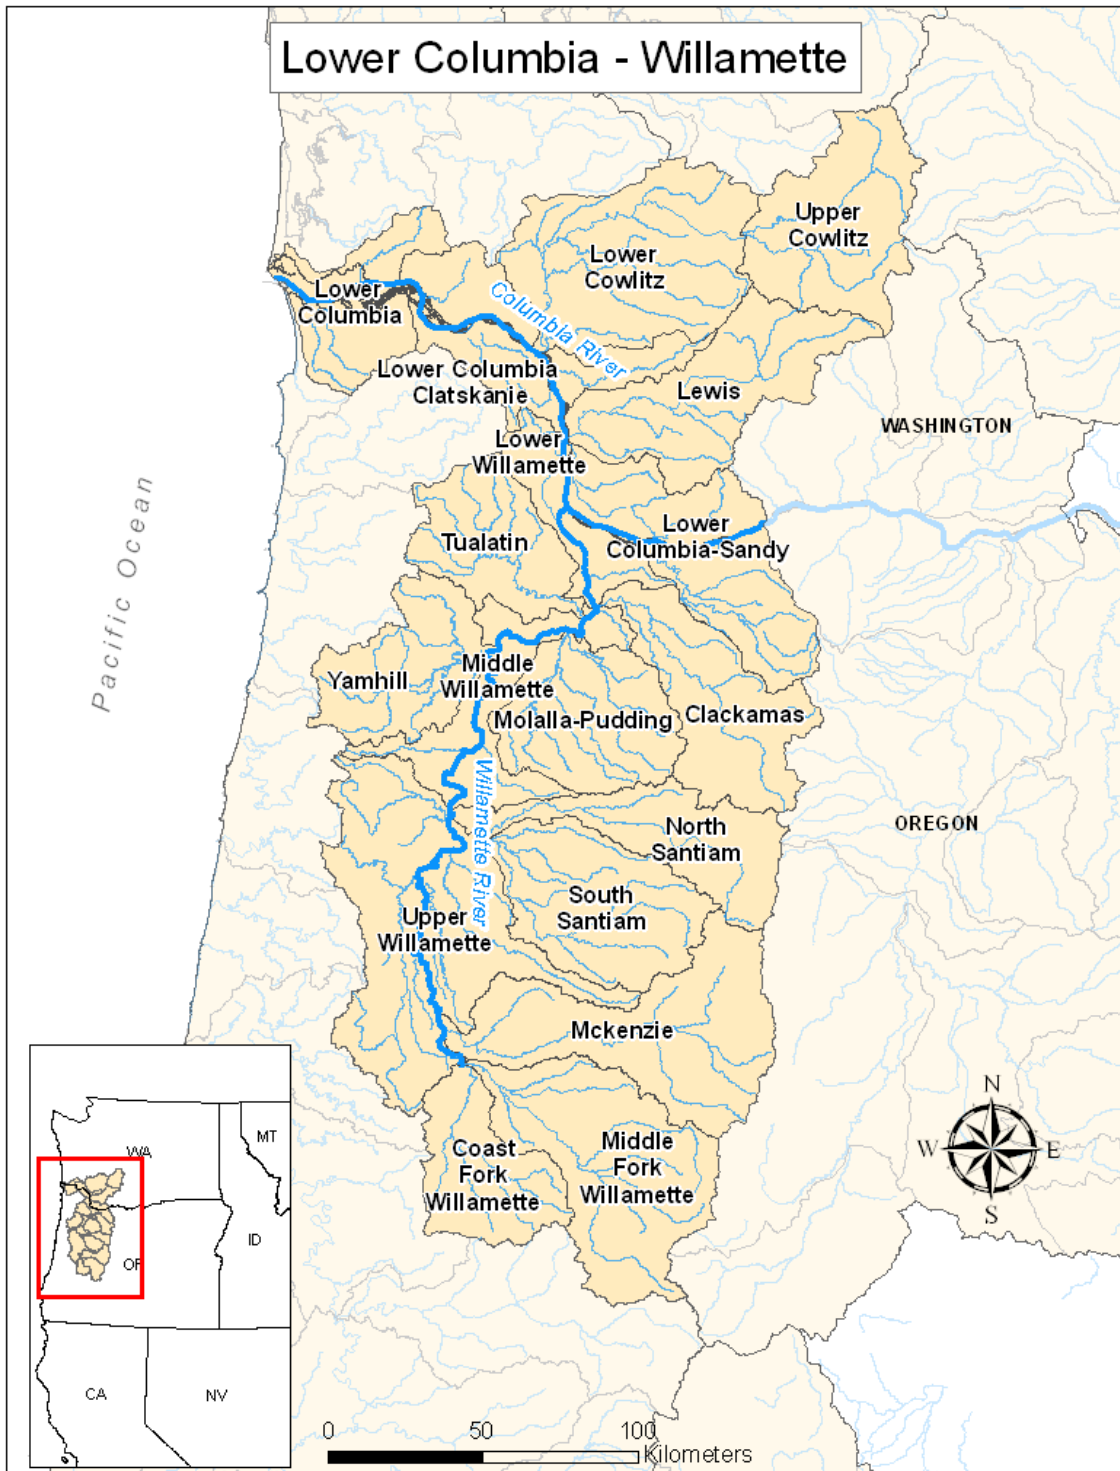 Lower Columbia - Willamette
Upper
Cowlitz
Lower
Cowlitz
Lower
Columbia
Columbia River
Lower Columbia
Clatskanie
Lewis
WASHINGTON
Lower
Willamette
Pacific Ocean
Lower
Columbia-Sandy
Tualatin
Middle
Willamette
Yamhill
Molalla-Pudding
Clackamas
Willamette River
OREGON
North
Santiam
South
Santiam
Upper
Willamette
Mckenzie
Coast
Fork
Willamette
Middle
Fork
Willamette
N
W
E
S
WA
MT
OR
ID
CA
NV
0
50
100
Kilometers